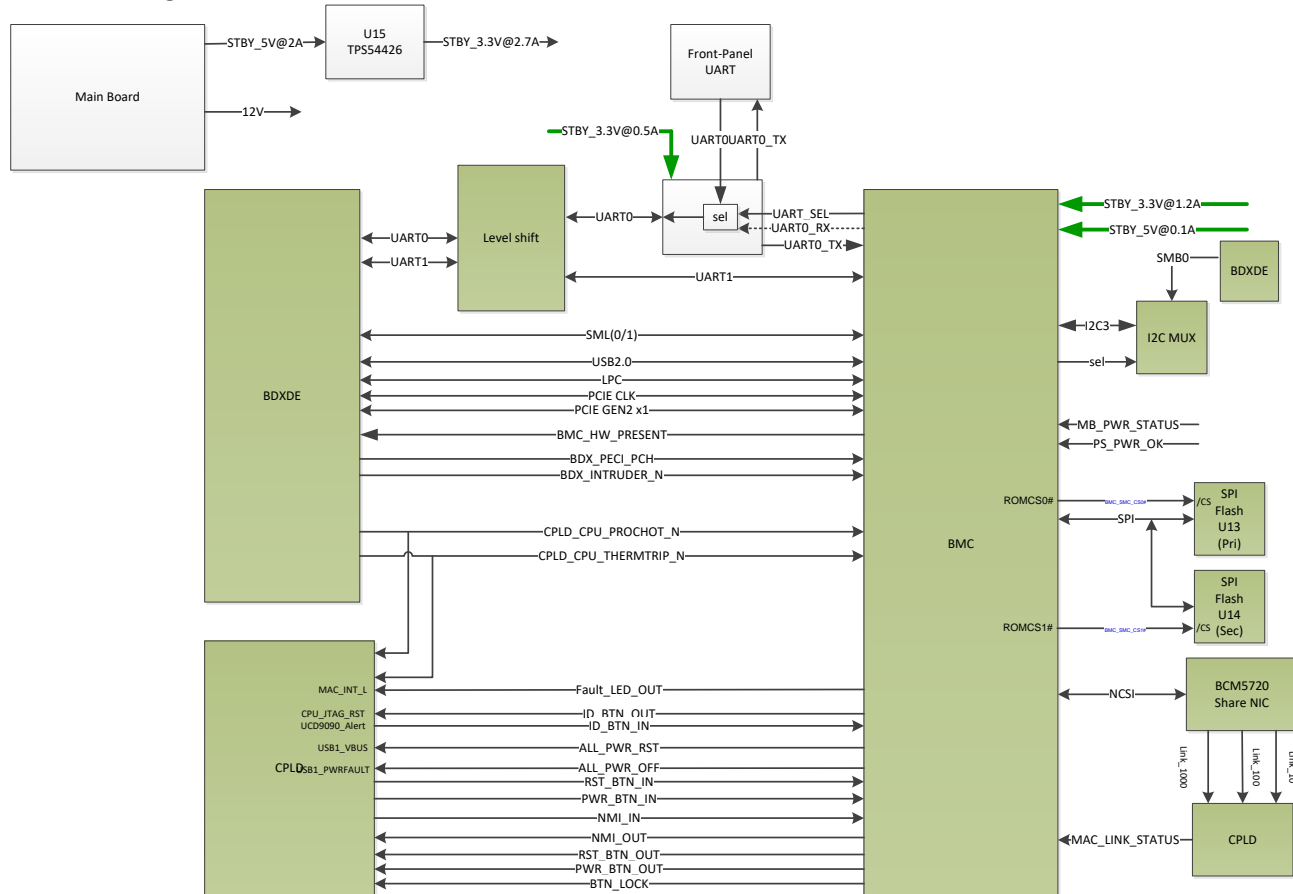 STBY_5V@2A
U15
TPS54426
STBY_3.3V@2.7A
Main Board
12V
Front-Panel
UART
STBY_3.3V@0.5A
UART0
UART0_TX
UART0
Level shift
UART0
UART1
sel
UART_SEL
UART0_RX
UART0_TX
UART1
STBY_3.3V@1.2A
STBY_5V@0.1A
SMB0
BDXDE
I2C3
I2C MUX
sel
SML(0/1)
USB2.0
LPC
PCIE CLK
PCIE GEN2 x1
BDXDE
BMC_HW_PRESENT
BDX_PECI_PCH
BDX_INTRUDER_N
CPLD_CPU_PROCHOT_N
CPLD_CPU_THERMTRIP_N
BMC
MB_PWR_STATUS
PS_PWR_OK
ROMCS0#
BMC_SMC_CS0#
/CS
SPI
Flash
U13
(Pri)
SPI
SPI
Flash
U14
(Sec)
ROMCS1#
BMC_SMC_CS1#
/CS
MAC_INT_L
Fault_LED_OUT
CPU_JTAG_RST
ID_BTN_OUT
UCD9090_Alert
ID_BTN_IN
USB1_VBUS
ALL_PWR_RST
CPLD
USB1_PWRFAULT
ALL_PWR_OFF
RST_BTN_IN
PWR_BTN_IN
NMI_IN
NMI_OUT
RST_BTN_OUT
PWR_BTN_OUT
BTN_LOCK
NCSI
BCM5720
Share NIC
Link_1000
Link_100
Link_10
MAC_LINK_STATUS
CPLD